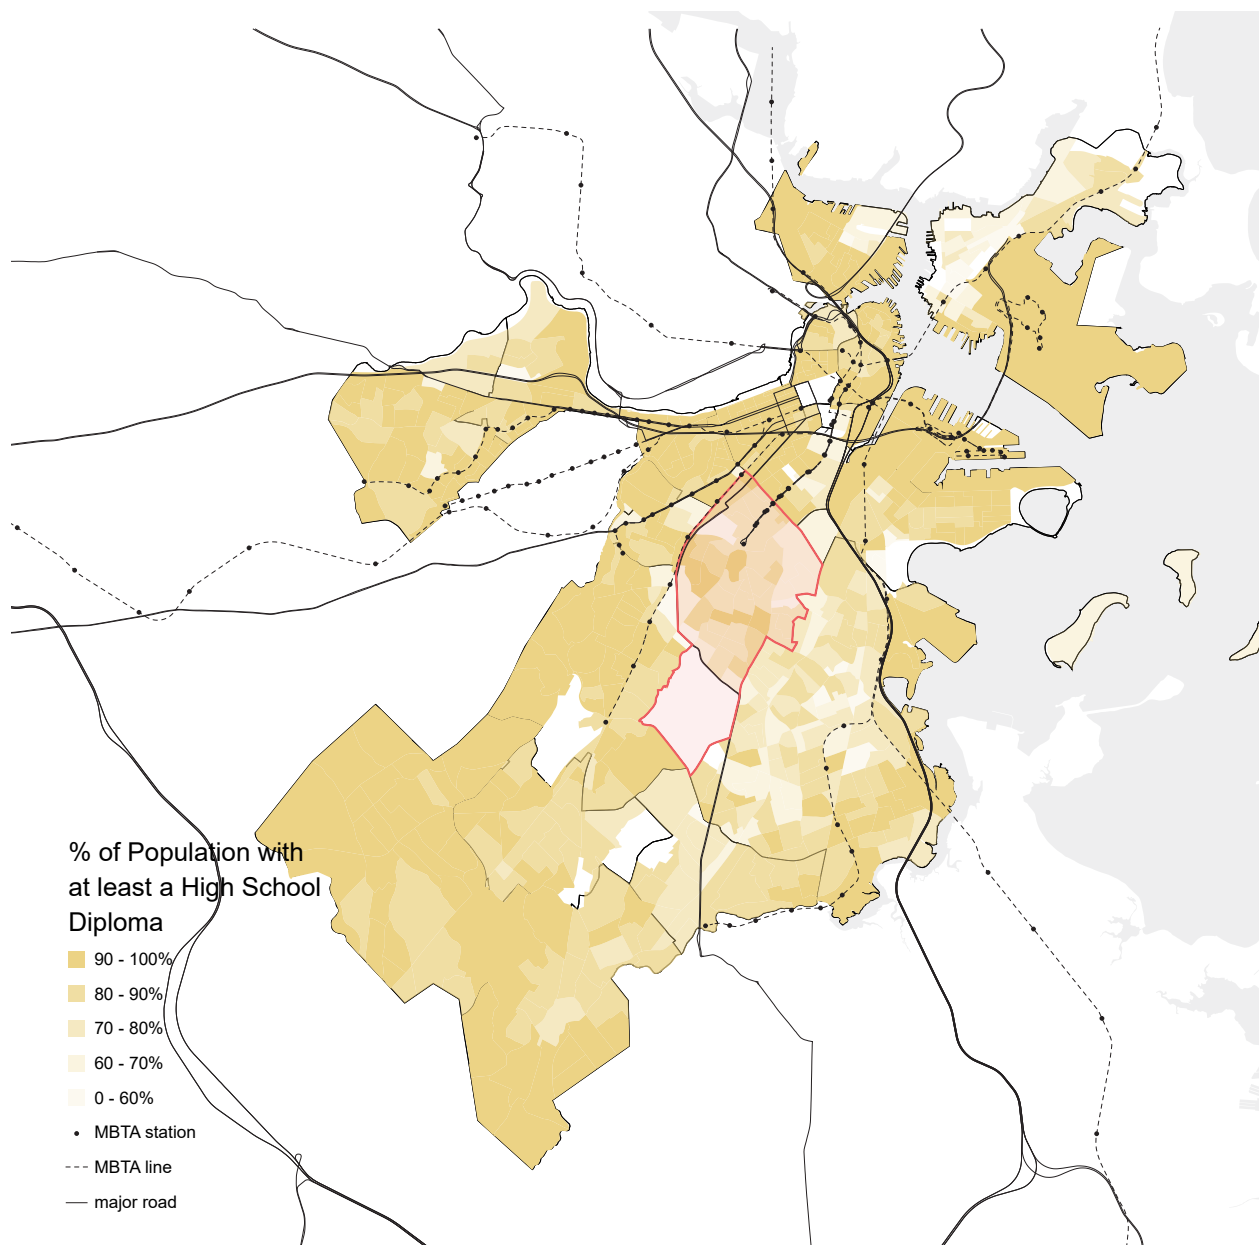 % of Population with
at least a High School
Diploma
90 - 100%
80 - 90%
70 - 80%
60 - 70%
0 - 60%
MBTA station
MBTA line
major road